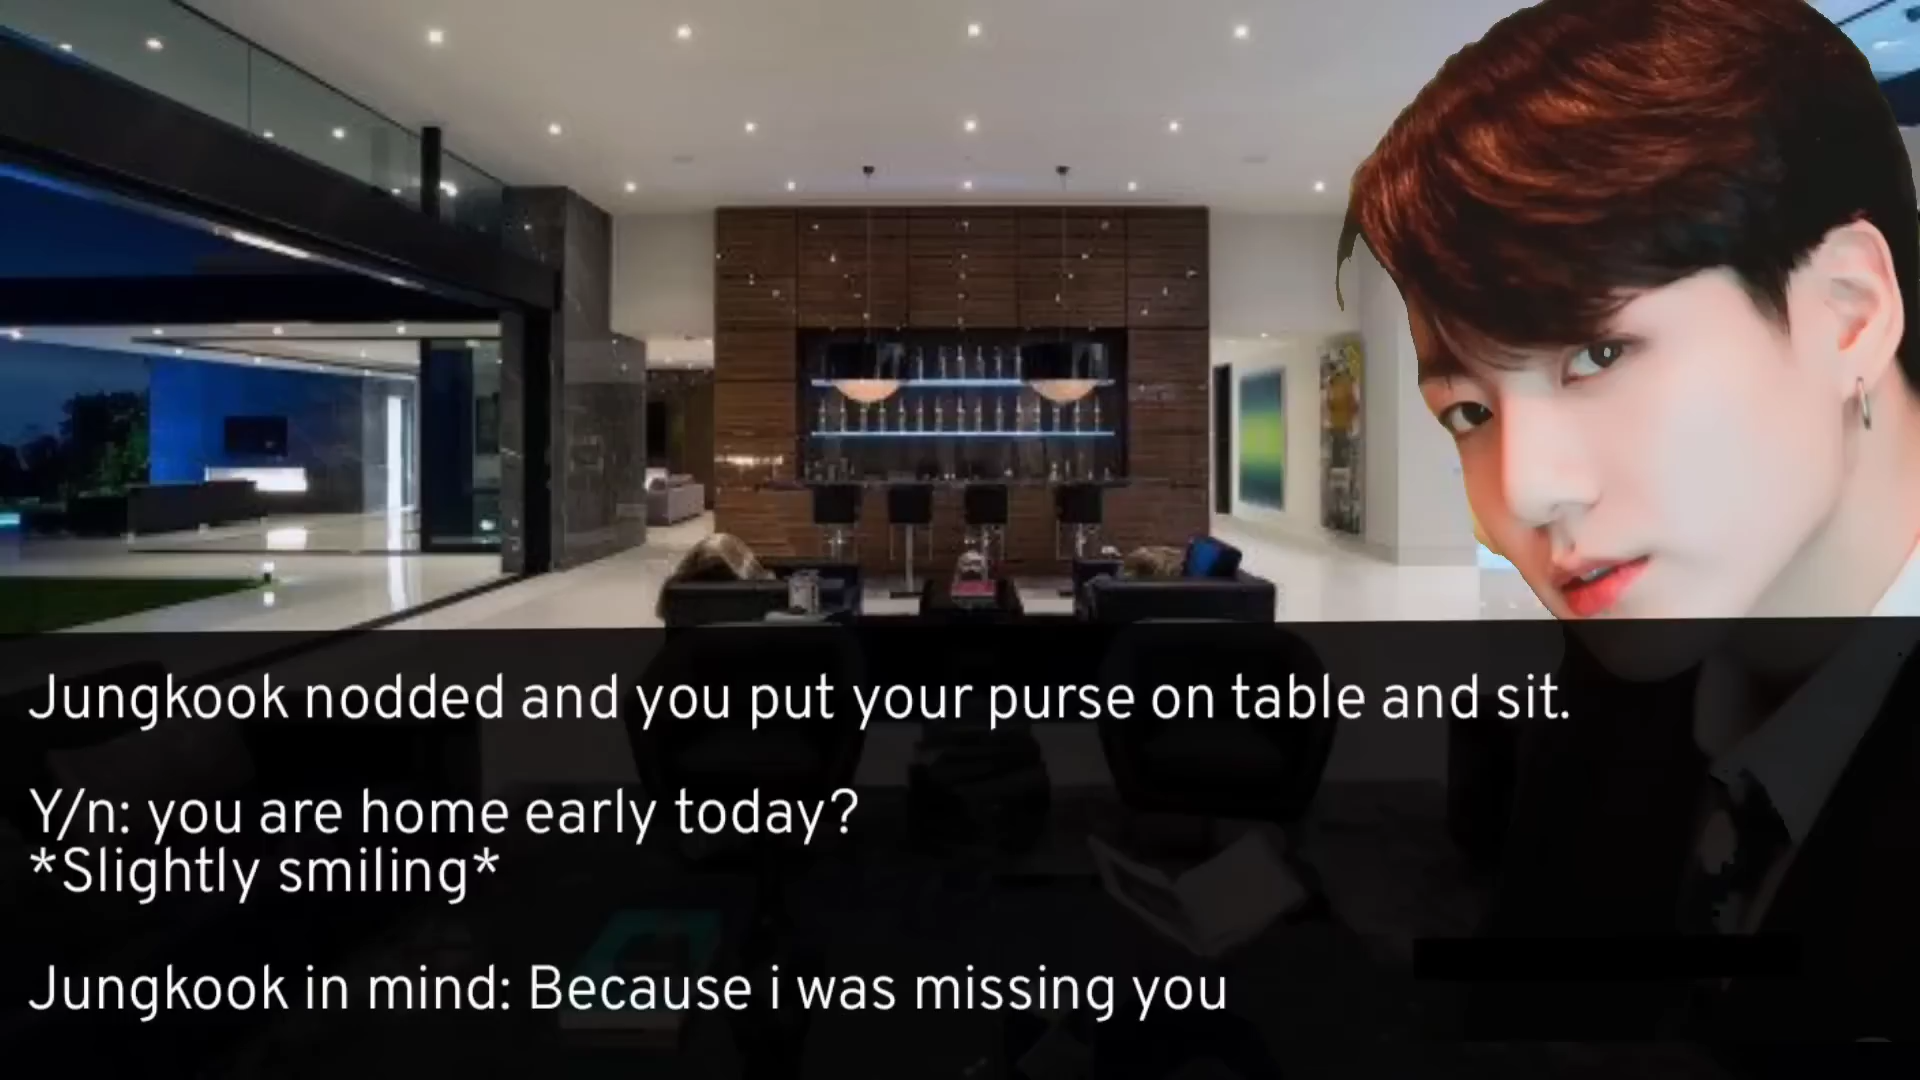 Jungkook nodded and you put your purse on table and sit.
Y/n: you are home early today?
*Slightly smiling*
Jungkook in mind: Because i was missing you